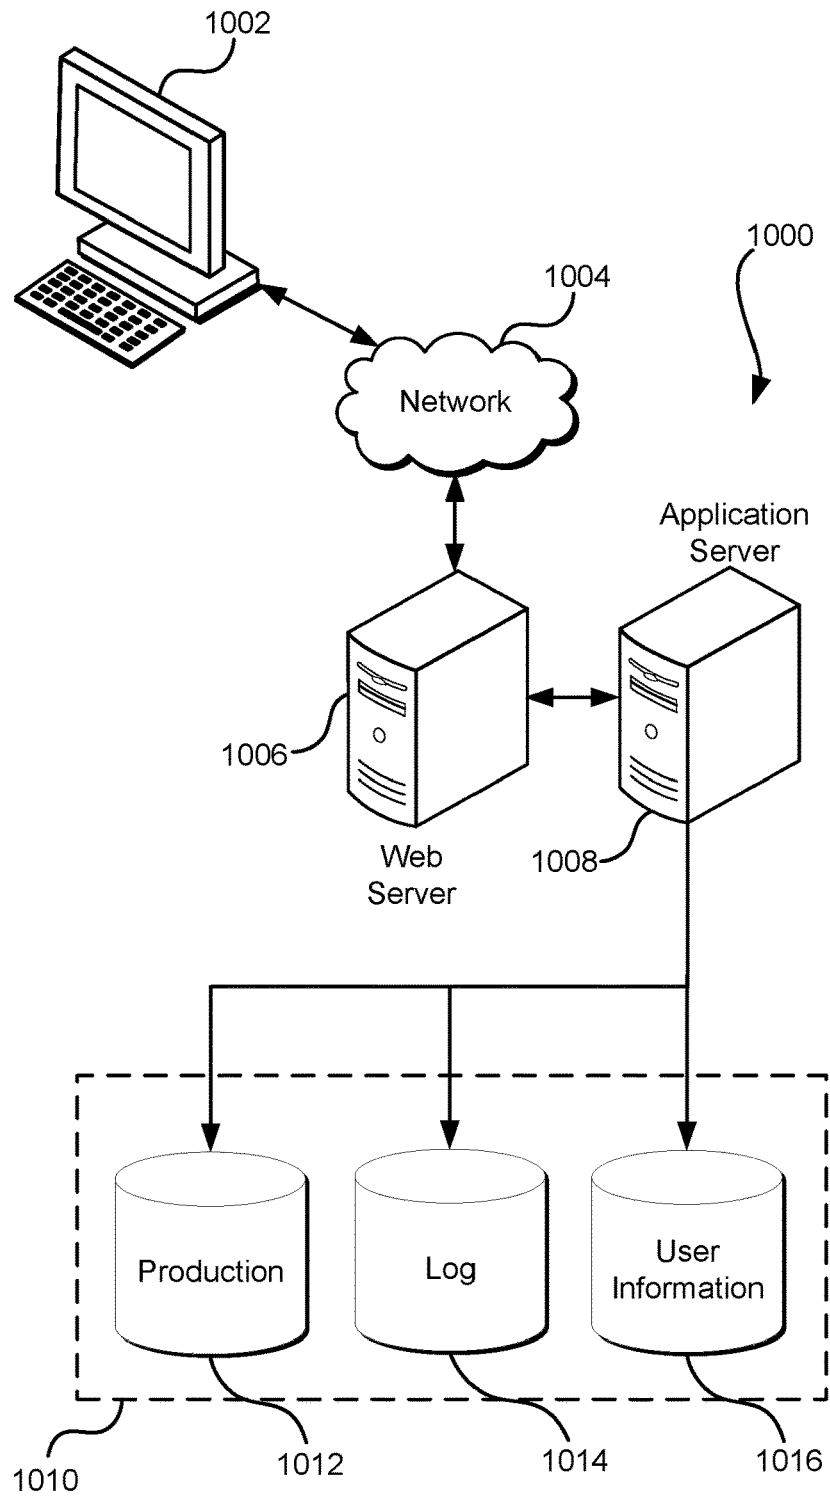 1002
1000
1004
Network
Application
Server
1006
1008
Web
Server
Production
Log
User
Information
1010
1012
1014
1016